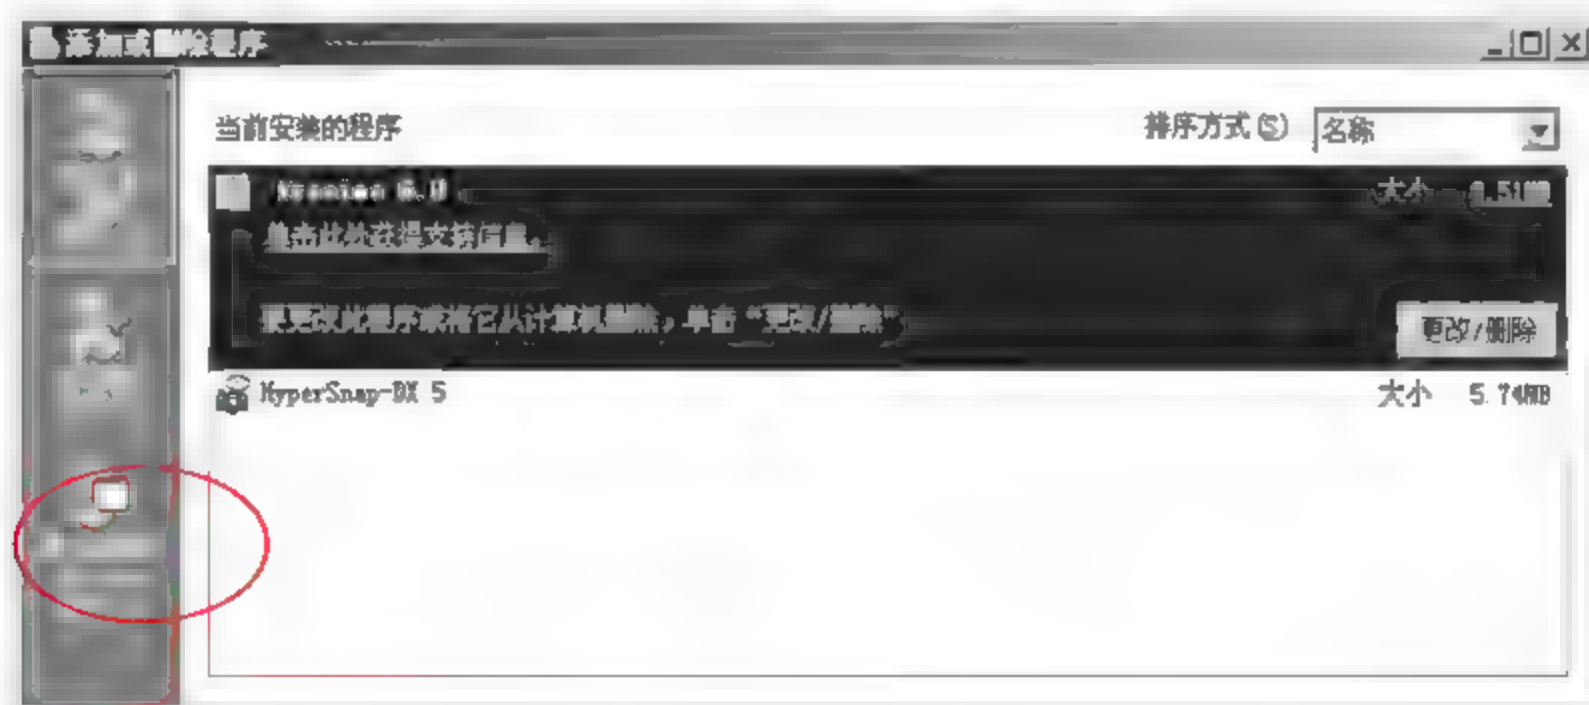 添加或删除程序
当前安装的程序 排序方式(S) 名称
6.0 大小
单击此处获得支持信息。
要更改此程序或将它从计算机删除，单击“更改/删除”。 更改/删除
HyperSnap-DX 5 大小 5.74MB